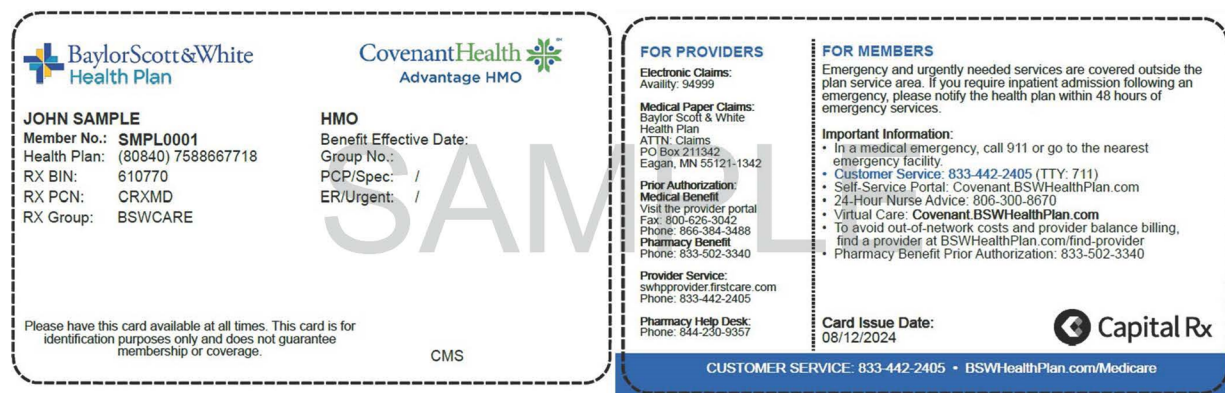 BaylorScott&White
Health Plan
CovenantHealth
SM
Advantage HMO
JOHN SAMPLE
Member No.: SMPL0001
Health Plan: (80840) 7588667718
RX BIN: 610770
RX PCN: CRXMD
RX Group: BSWCARE
HMO
Benefit Effective Date:
Group No.:
PCP/Spec: /
ER/Urgent: /
Please have this card available at all times. This card is for
identification purposes only and does not guarantee
membership or coverage.
CMS
SAMPLE
FOR PROVIDERS
Electronic Claims:
Availity: 94999
Medical Paper Claims:
Baylor Scott & White
Health Plan
ATTN: Claims
PO Box 211342
Eagan, MN 55121-1342
Prior Authorization:
Medical Benefit
Visit the provider portal
Fax: 800-626-3042
Phone: 866-384-3488
Pharmacy Benefit
Phone: 833-502-3340
Provider Service:
swhpprovider.firstcare.com
Phone: 833-442-2405
Pharmacy Help Desk:
Phone: 844-230-9357
FOR MEMBERS
Emergency and urgently needed services are covered outside the
plan service area. If you require inpatient admission following an
emergency, please notify the health plan within 48 hours of
emergency services.
Important Information:
• In a medical emergency, call 911 or go to the nearest
emergency facility.
• Customer Service: 833-442-2405 (TTY: 711)
• Self-Service Portal: Covenant.BSWHealthPlan.com
• 24-Hour Nurse Advice: 806-300-8670
• Virtual Care: Covenant.BSWHealthPlan.com
• To avoid out-of-network costs and provider balance billing,
find a provider at BSWHealthPlan.com/find-provider
• Pharmacy Benefit Prior Authorization: 833-502-3340
Card Issue Date:
08/12/2024
Capital Rx
CUSTOMER SERVICE: 833-442-2405 • BSWHealthPlan.com/Medicare